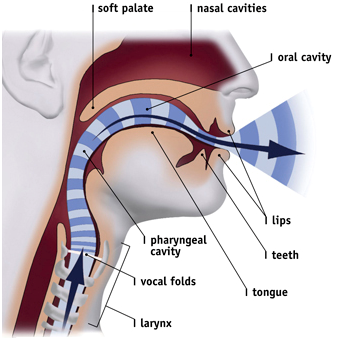 soft palate
nasal cavities
oral cavity
lips
pharyngeal
cavity
teeth
vocal folds
tongue
larynx